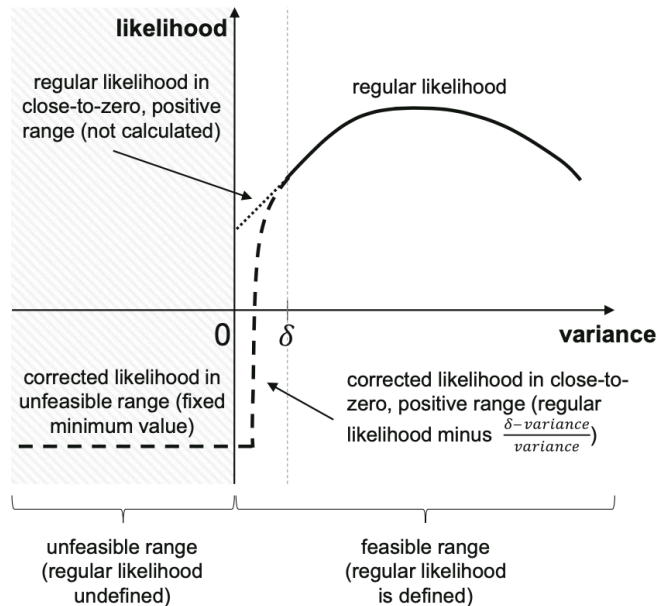 likelihood
regular likelihood in
close-to-zero, positive
range (not calculated)
regular likelihood
0
δ
variance
corrected likelihood in
unfeasible range (fixed
minimum value)
corrected likelihood in close-to-
zero, positive range (regular
likelihood minus δ−variance/variance)
unfeasible range
(regular likelihood
undefined)
feasible range
(regular likelihood
is defined)